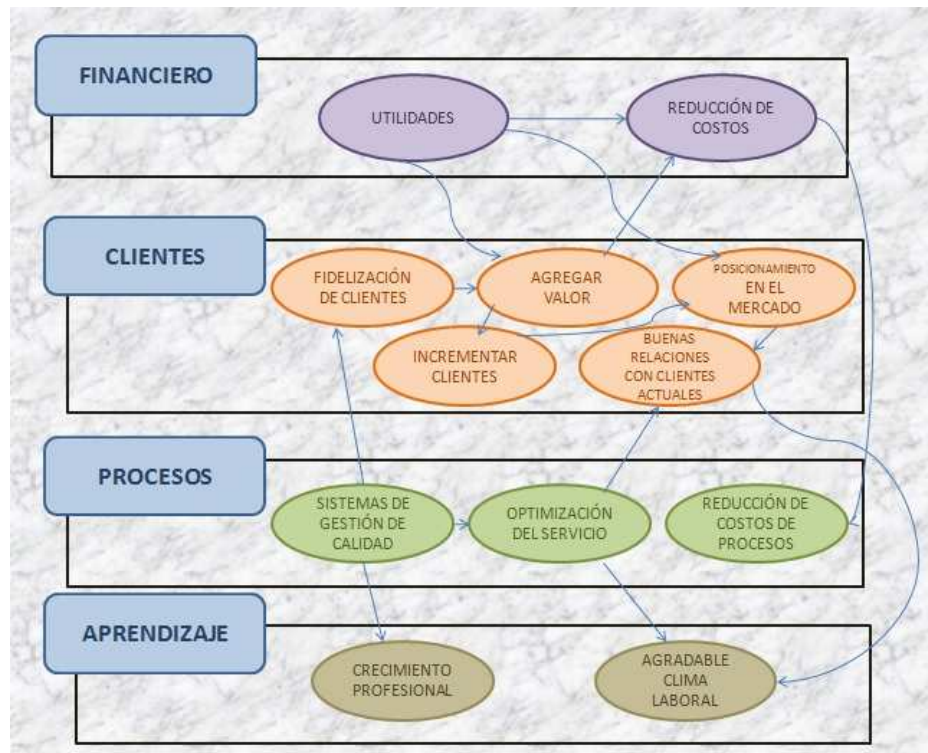 FINANCIERO
UTILIDADES
REDUCCIÓN DE
COSTOS
CLIENTES
FIDELIZACIÓN
DE CLIENTES
AGREGAR
VALOR
POSICIONAMIENTO
EN EL
MERCADO
INCREMENTAR
CLIENTES
BUENAS
RELACIONES
CON CLIENTES
ACTUALES
PROCESOS
SISTEMAS DE
GESTIÓN DE
CALIDAD
OPTIMIZACIÓN
DEL SERVICIO
REDUCCIÓN DE
COSTOS DE
PROCESOS
APRENDIZAJE
CRECIMIENTO
PROFESIONAL
AGRADABLE
CLIMA
LABORAL